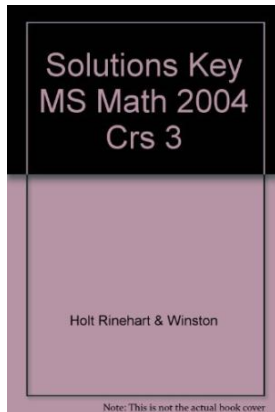 Solutions Key
MS Math 2004
Crs 3
Holt Rinehart & Winston
Note: This is not the actual book cover